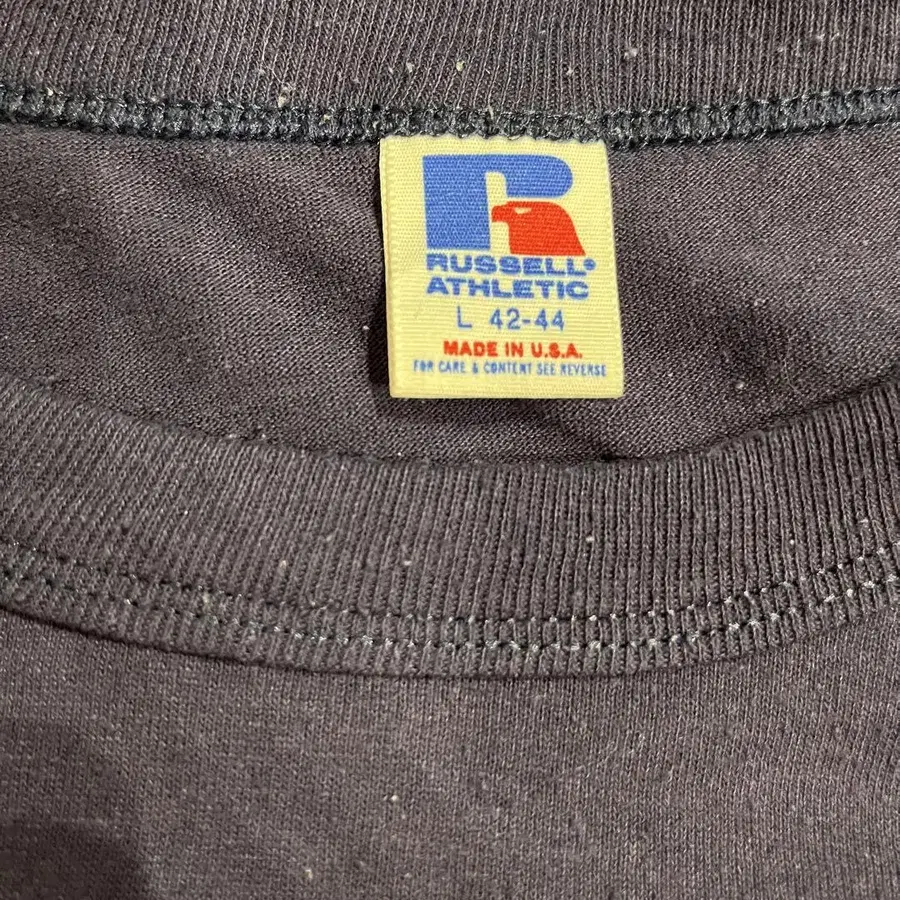 R
RUSSELL®
ATHLETIC
L 42-44
MADE IN U.S.A.
FOR CARE & CONTENT SEE REVERSE